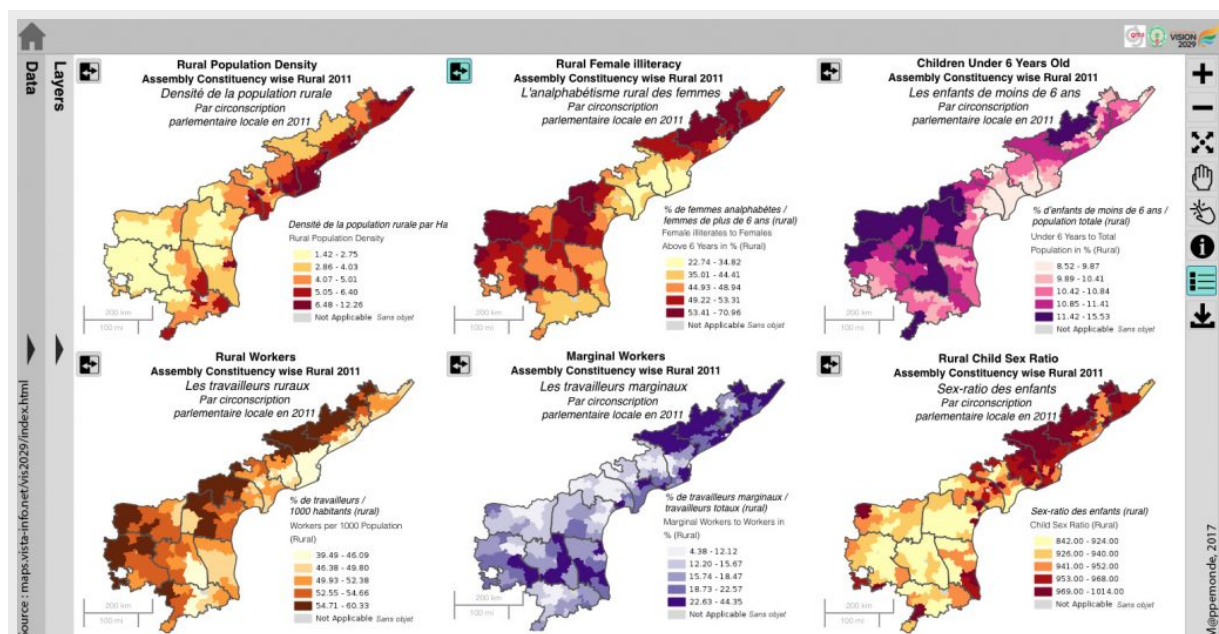 VISION
2029
Data
Layers
Source : maps.vista-info.net/vis2029/index.html
M@ppemonde, 2017
Rural Population Density
Assembly Constituency wise Rural 2011
Densité de la population rurale
Par circonscription
parlementaire locale en 2011
Densité de la population rurale par Ha
Rural Population Density
1.42 - 2.75
2.86 - 4.03
4.07 - 5.01
5.05 - 6.40
6.48 - 12.26
Not Applicable Sans objet
200 km
100 mi
Rural Female illiteracy
Assembly Constituency wise Rural 2011
L'analphabétisme rural des femmes
Par circonscription
parlementaire locale en 2011
% de femmes analphabétes /
femmes de plus de 6 ans (rural)
Female illiterates to Females
Above 6 Years in % (Rural)
22.74 - 34.82
35.01 - 44.41
44.93 - 48.94
49.22 - 53.31
53.41 - 70.96
Not Applicable Sans objet
200 km
100 mi
Children Under 6 Years Old
Assembly Constituency wise Rural 2011
Les enfants de moins de 6 ans
Par circonscription
parlementaire locale en 2011
% d'enfants de moins de 6 ans /
population totale (rural)
Under 6 Years to Total
Population in % (Rural)
8.52 - 9.87
9.89 - 10.41
10.42 - 10.84
10.85 - 11.41
11.42 - 15.53
Not Applicable Sans objet
200 km
100 mi
Rural Workers
Assembly Constituency wise Rural 2011
Les travailleurs ruraux
Par circonscription
parlementaire locale en 2011
% de travailleurs /
1000 habitants (rural)
Workers per 1000 Population
(Rural)
39.49 - 46.09
46.38 - 49.80
49.93 - 52.38
52.55 - 54.66
54.71 - 60.33
Not Applicable Sans objet
200 km
100 mi
Marginal Workers
Assembly Constituency wise Rural 2011
Les travailleurs marginaux
Par circonscription
parlementaire locale en 2011
% de travailleurs marginaux /
travailleurs totaux (rural)
Marginal Workers to Workers in
% (Rural)
4.38 - 12.12
12.20 - 15.67
15.74 - 18.47
18.73 - 22.57
22.63 - 44.35
Not Applicable Sans objet
200 km
100 mi
Rural Child Sex Ratio
Assembly Constituency wise Rural 2011
Sex-ratio des enfants
Par circonscription
parlementaire locale en 2011
Sex-ratio des enfants (rural)
Child Sex Ratio (Rural)
842.00 - 924.00
926.00 - 940.00
941.00 - 952.00
953.00 - 968.00
969.00 - 1014.00
Not Applicable Sans objet
200 km
100 mi